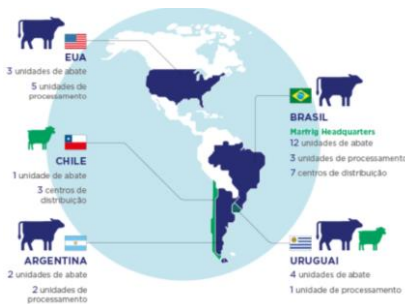 EUA
3 unidades de abate
5 unidades de
processamento
BRASIL
Marfrig Headquarters
12 unidades de abate
3 unidades de processamento
7 centros de distribuição
CHILE
1 unidade de abate
3 centros de
distribuição
ARGENTINA
2 unidades de abate
2 unidades de
processamento
URUGUAI
4 unidades de abate
1 unidade de processamento